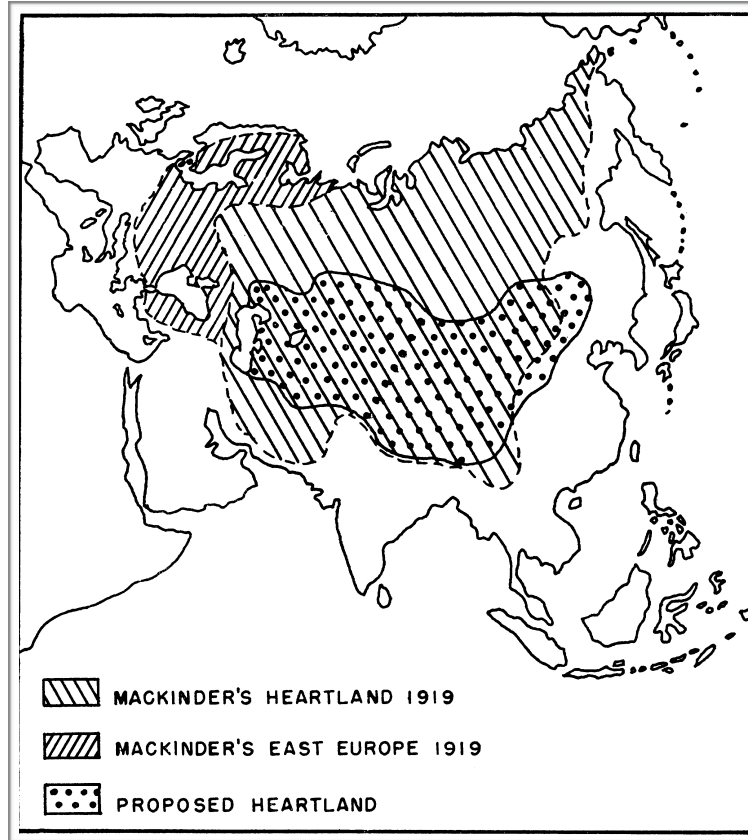 MACKINDER'S HEARTLAND 1919
MACKINDER'S EAST EUROPE 1919
PROPOSED HEARTLAND